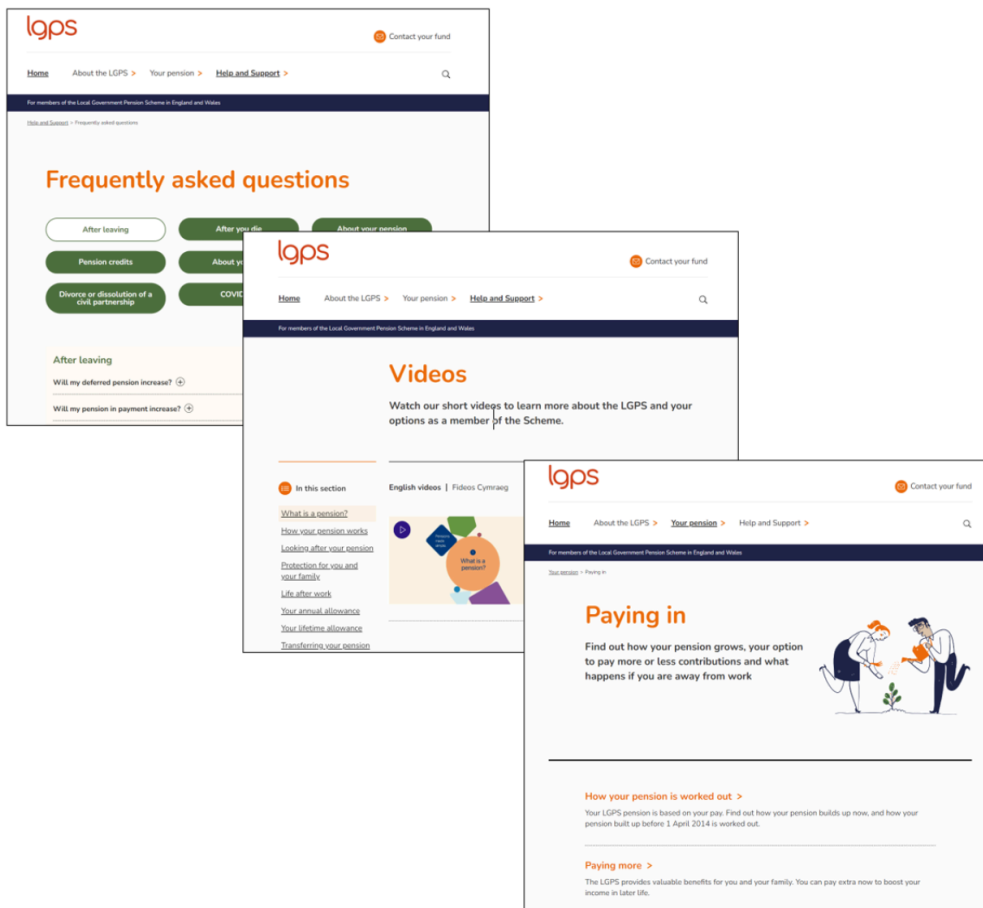 lgps
Contact your fund
Home About the LGPS > Your pension > Help and Support >
For members of the Local Government Pension Scheme in England and Wales
Help and Support > Frequently asked questions
Frequently asked questions
After leaving After you die About your pension
Pension credits About
Divorce or dissolution of a
civil partnership
COVID
After leaving
Will my deferred pension increase?
Will my pension in payment increase?
lgps
Contact your fund
Home About the LGPS > Your pension > Help and Support >
For members of the Local Government Pension Scheme in England and Wales
Videos
Watch our short videos to learn more about the LGPS and your
options as a member of the Scheme.
In this section
English videos | Fideos Cymraeg
What is a pension?
How your pension works
Looking after your pension
Protection for you and
your family
Life after work
Your annual allowance
Your lifetime allowance
Transferring your pension
What is a
pension?
lgps
Contact your fund
Home About the LGPS > Your pension > Help and Support >
For members of the Local Government Pension Scheme in England and Wales
Your pension > Paying in
Paying in
Find out how your pension grows, your option
to pay more or less contributions and what
happens if you are away from work
How your pension is worked out >
Your LGPS pension is based on your pay. Find out how your pension builds up now, and how your
pension built up before 1 April 2014 is worked out.
Paying more >
The LGPS provides valuable benefits for you and your family. You can pay extra now to boost your
income in later life.